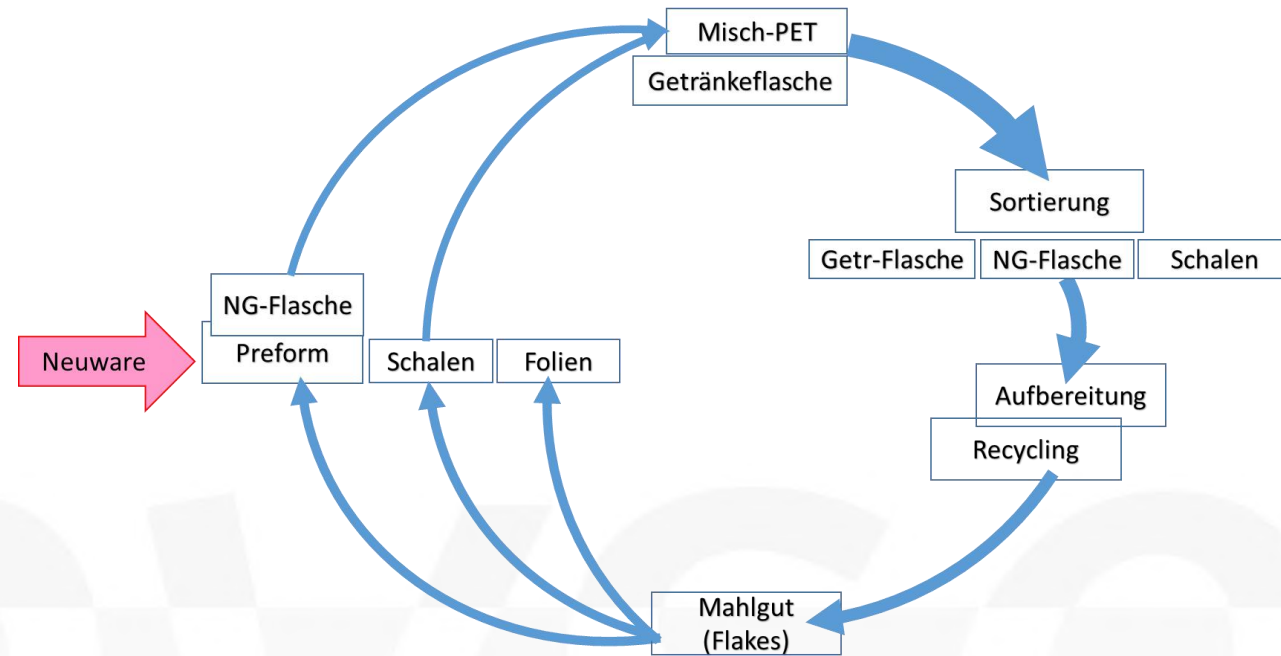 Misch-PET
Getränkeflasche
Sortierung
Getr-Flasche
NG-Flasche
Schalen
NG-Flasche
Preform
Neuware
Schalen
Folien
Aufbereitung
Recycling
Mahlgut
(Flakes)